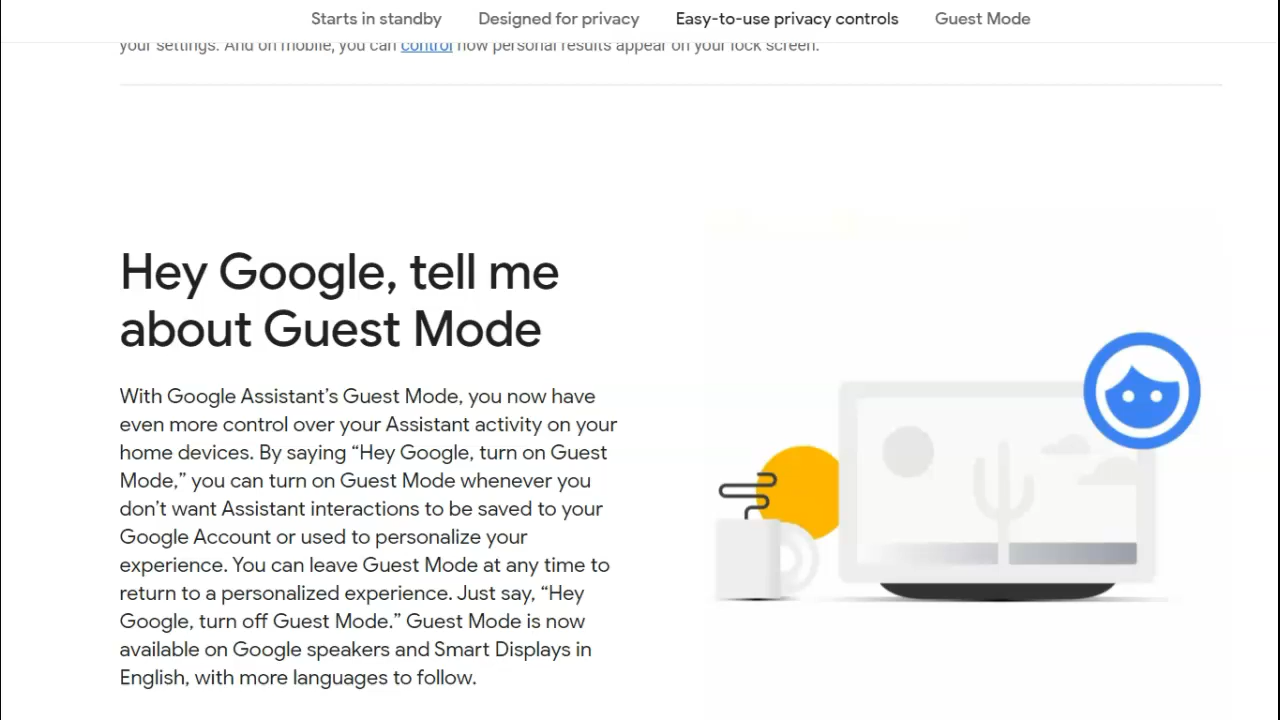 Starts in standby Designed for privacy Easy-to-use privacy controls Guest Mode
your settings. And on mobile, you can control how personal results appear on your lock screen.
Hey Google, tell me
about Guest Mode
With Google Assistant’s Guest Mode, you now have
even more control over your Assistant activity on your
home devices. By saying “Hey Google, turn on Guest
Mode,” you can turn on Guest Mode whenever you
don’t want Assistant interactions to be saved to your
Google Account or used to personalize your
experience. You can leave Guest Mode at any time to
return to a personalized experience. Just say, “Hey
Google, turn off Guest Mode.” Guest Mode is now
available on Google speakers and Smart Displays in
English, with more languages to follow.